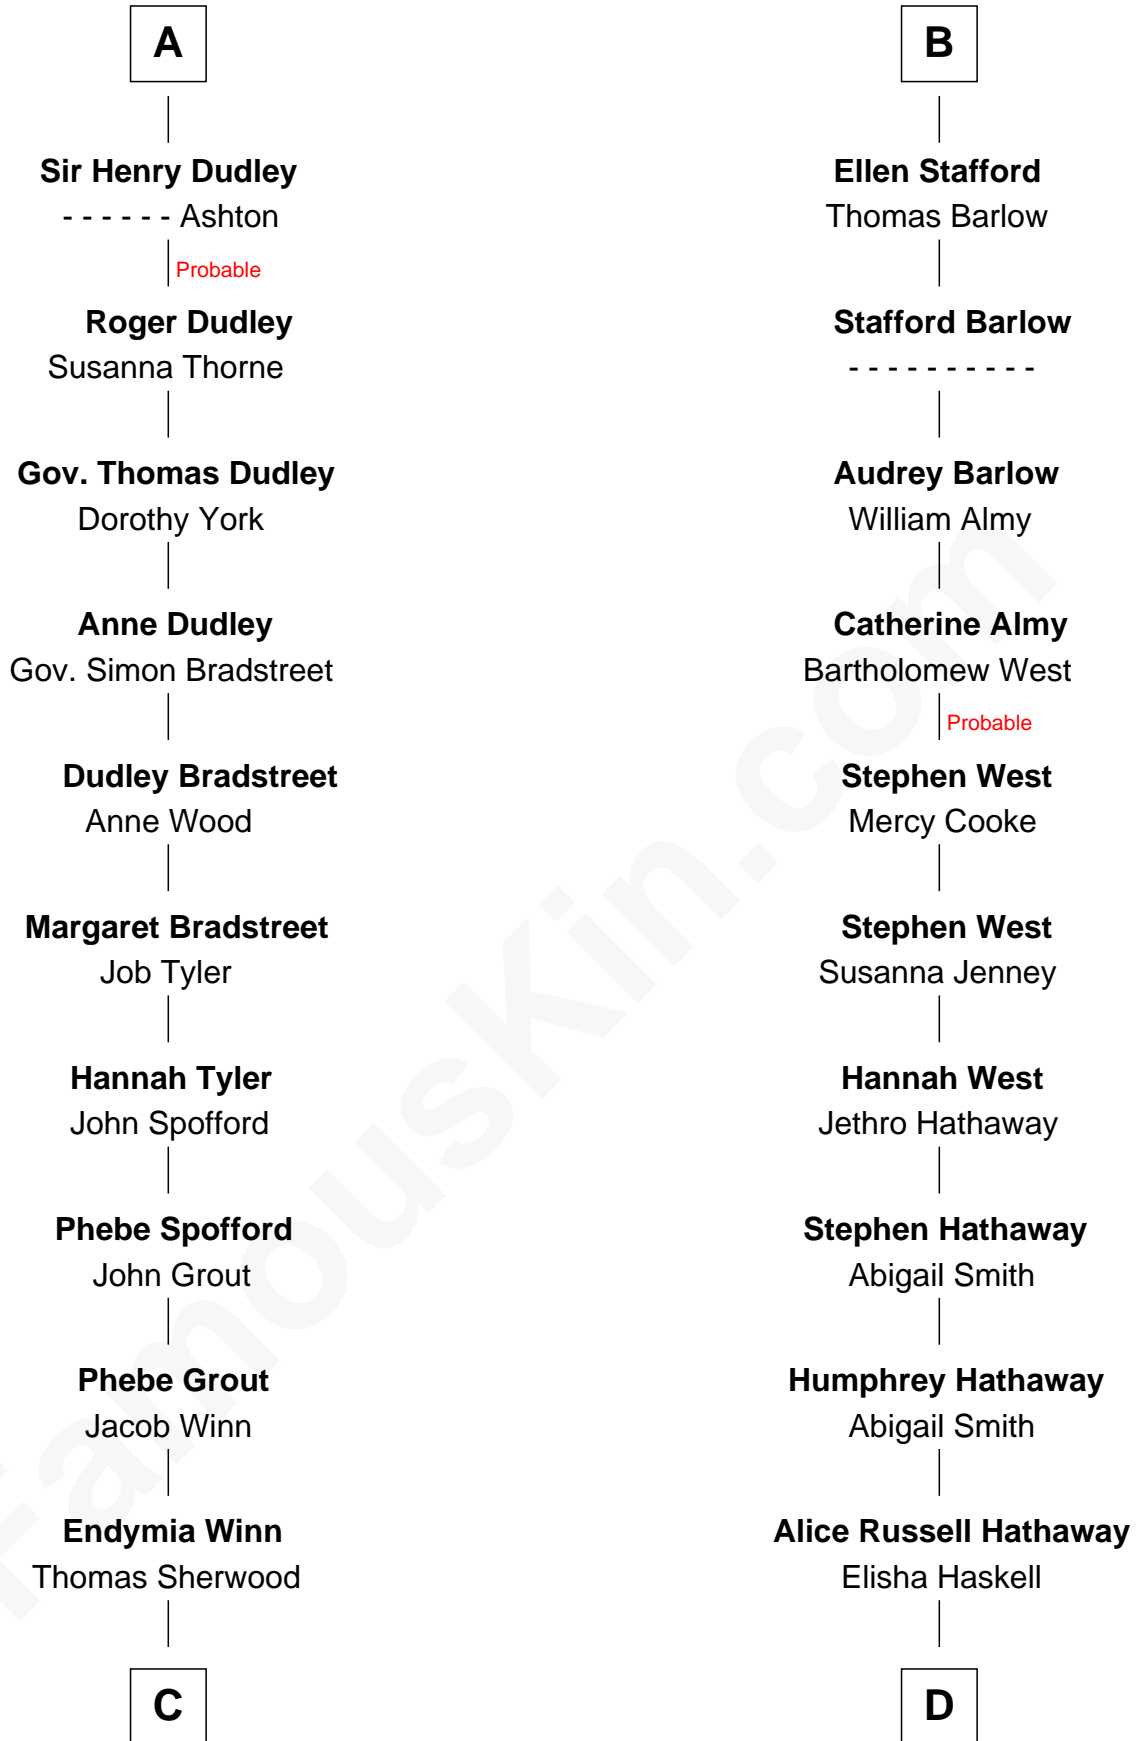 A
Sir Henry Dudley
- - - - - - Ashton
Probable
Roger Dudley
Susanna Thorne
Gov. Thomas Dudley
Dorothy York
Anne Dudley
Gov. Simon Bradstreet
Dudley Bradstreet
Anne Wood
Margaret Bradstreet
Job Tyler
Hannah Tyler
John Spofford
Phebe Spofford
John Grout
Phebe Grout
Jacob Winn
Endymia Winn
Thomas Sherwood
C
B
Ellen Stafford
Thomas Barlow
Stafford Barlow
- - - - - - - - - -
Audrey Barlow
William Almy
Catherine Almy
Bartholomew West
Probable
Stephen West
Mercy Cooke
Stephen West
Susanna Jenney
Hannah West
Jethro Hathaway
Stephen Hathaway
Abigail Smith
Humphrey Hathaway
Abigail Smith
Alice Russell Hathaway
Elisha Haskell
D
FamousKin.com